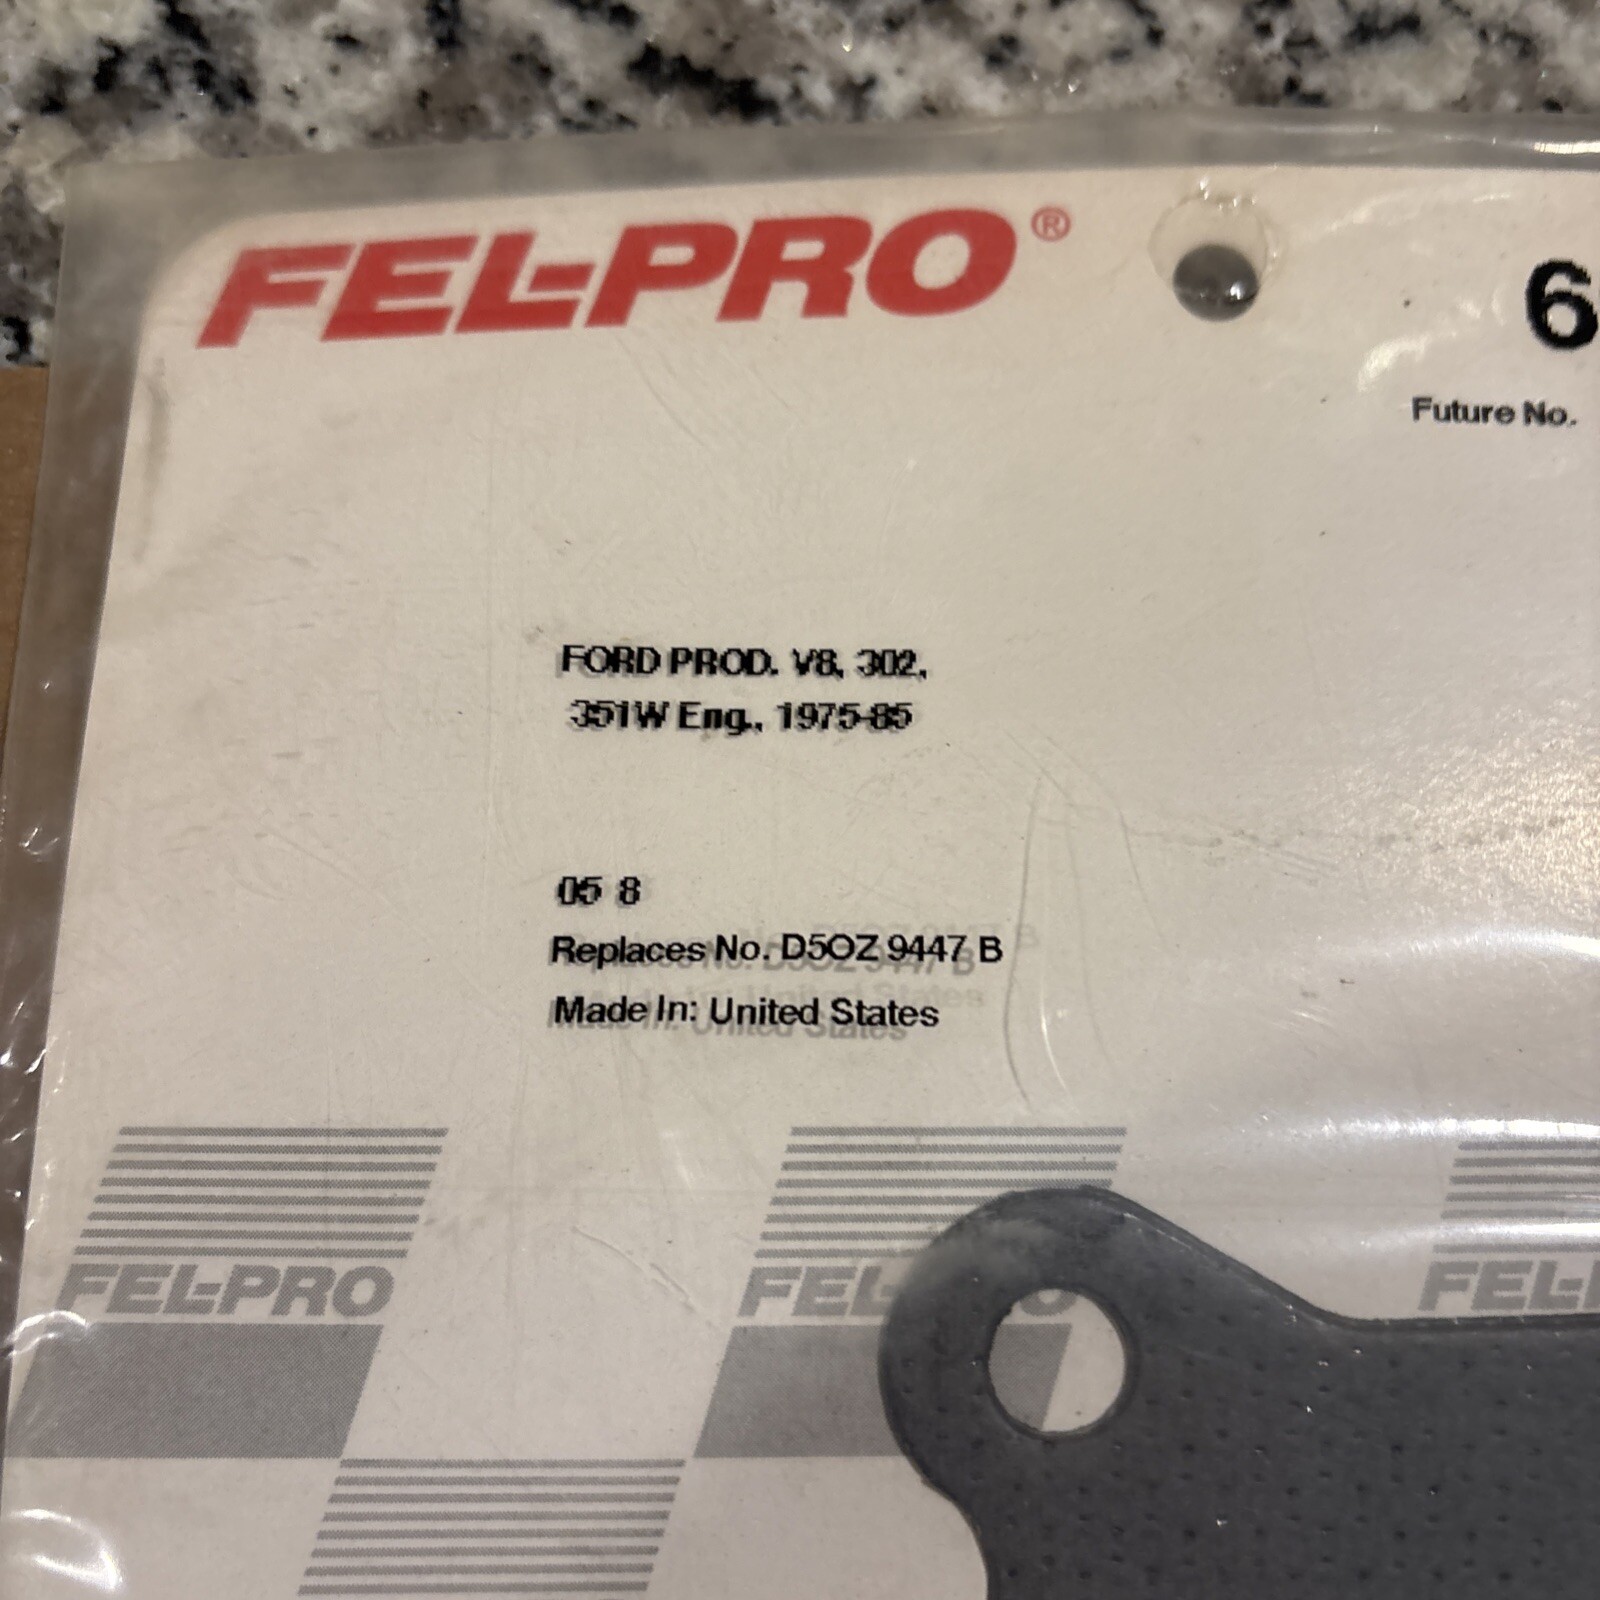 FEL-PRO®
6
Future No.
FORD PROD. V8, 302,
351W Eng., 1975-85
05 8
Replaces No. D5OZ 9447 B
Made In: United States
FEL-PRO
FEL-PRO
FEL-